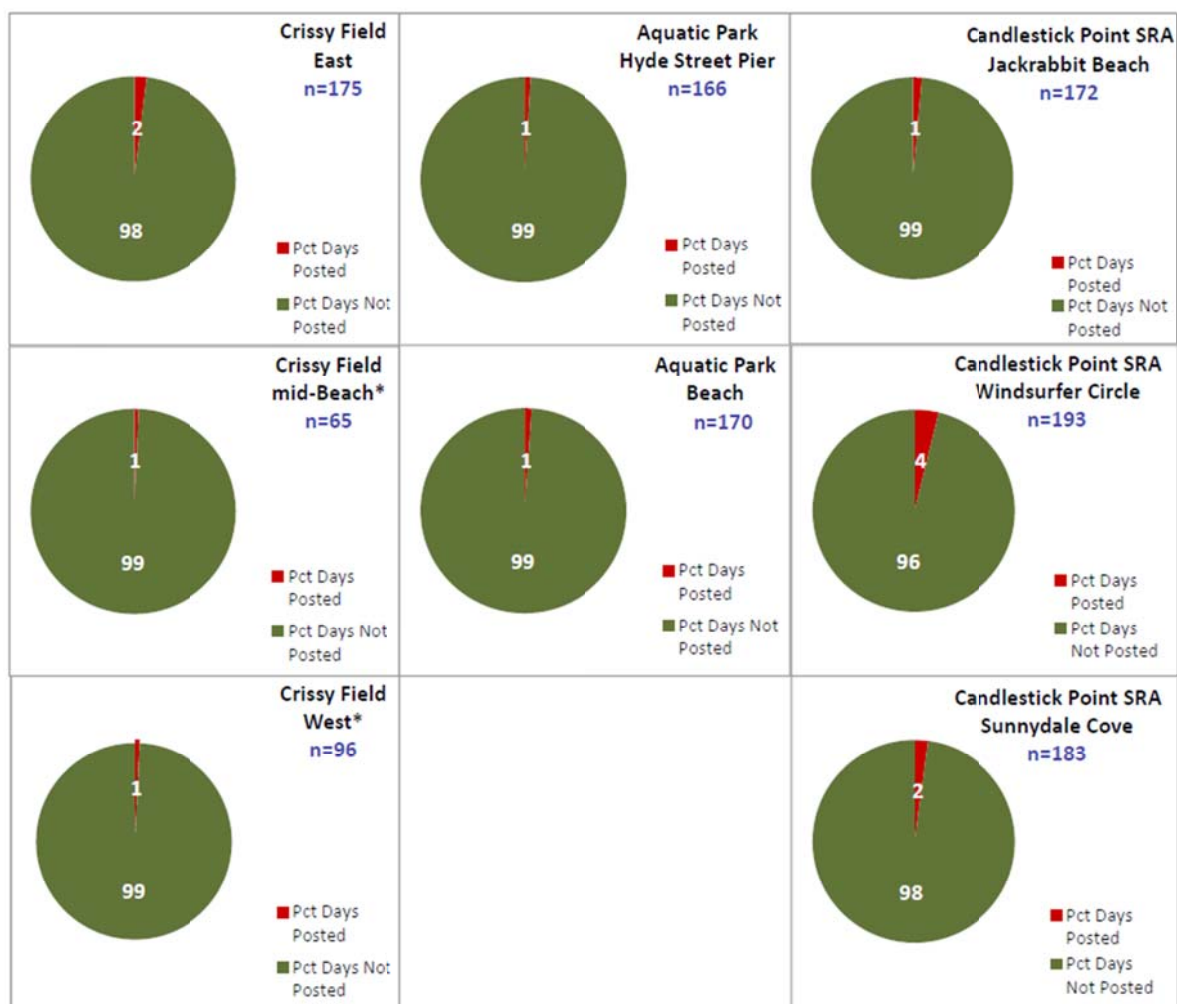 Crissy Field
East
n=175
2
98
Pct Days
Posted
Pct Days Not
Posted
Aquatic Park
Hyde Street Pier
n=166
1
99
Pct Days
Posted
Pct Days Not
Posted
Candlestick Point SRA
Jackrabbit Beach
n=172
1
99
Pct Days
Posted
Pct Days Not
Posted
Crissy Field
mid-Beach*
n=65
1
99
Pct Days
Posted
Pct Days Not
Posted
Aquatic Park
Beach
n=170
1
99
Pct Days
Posted
Pct Days Not
Posted
Candlestick Point SRA
Windsurfer Circle
n=193
4
96
Pct Days
Posted
Pct Days
Not Posted
Crissy Field
West*
n=96
1
99
Pct Days
Posted
Pct Days Not
Posted
Candlestick Point SRA
Sunnydale Cove
n=183
2
98
Pct Days
Posted
Pct Days
Not Posted